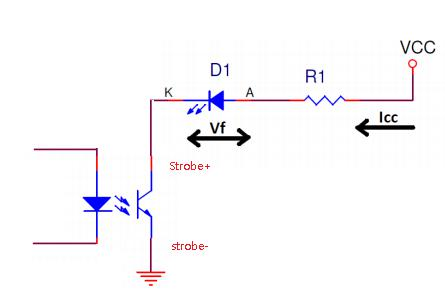 VCC
D1
R1
K
A
Icc
Vf
Strobe+
strobe-